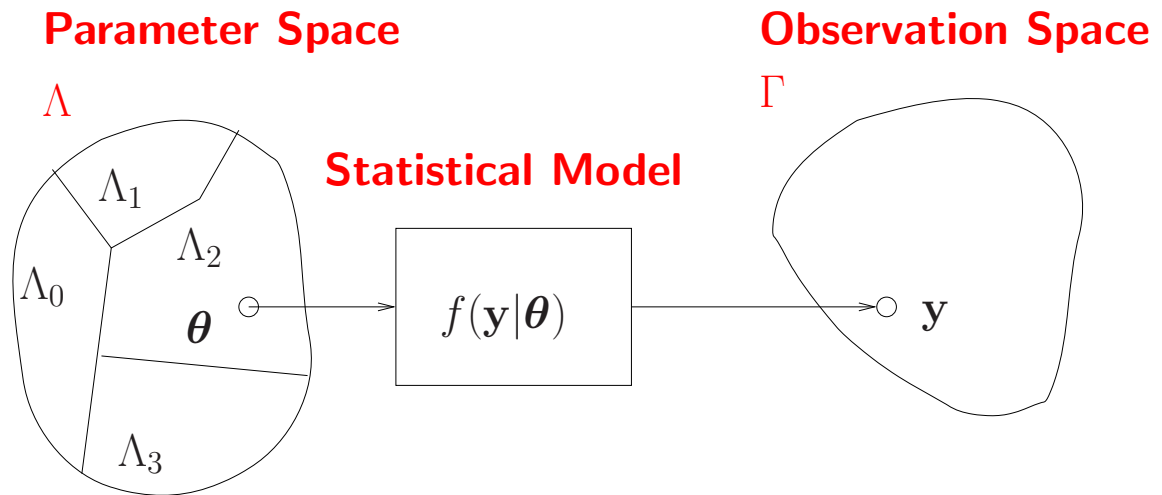 Parameter Space
Observation Space
Λ
Γ
Statistical Model
Λ₁
Λ₂
Λ₀
θ
f(y|θ)
y
Λ₃